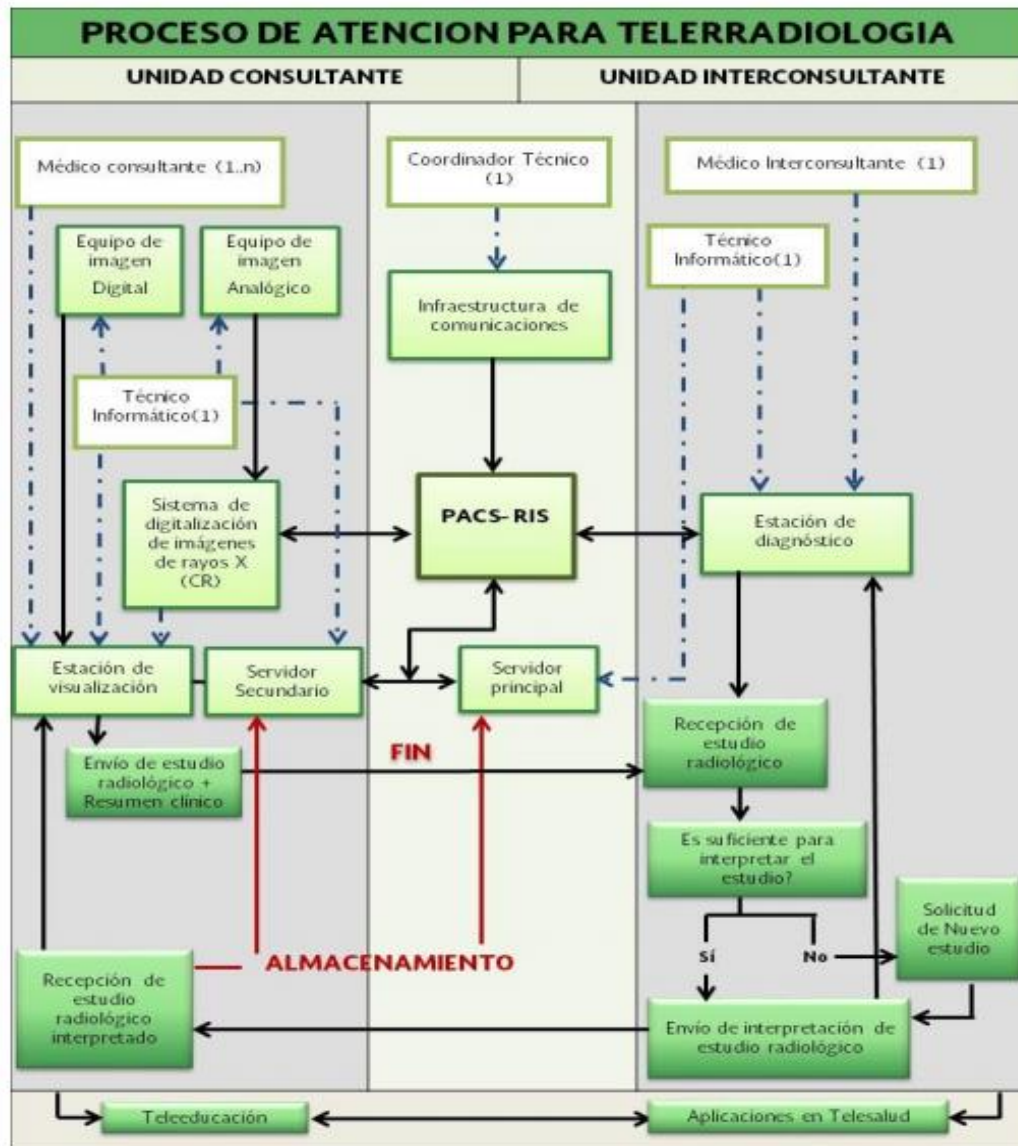 PROCESO DE ATENCION PARA TELERRADIOLOGIA
UNIDAD CONSULTANTE
UNIDAD INTERCONSULTANTE
Médico consultante (1..n)
Coordinador Técnico
(1)
Médico Interconsultante (1)
Equipo de
imagen
Digital
Equipo de
imagen
Analógico
Técnico
Informático(1)
Infraestructura de
comunicaciones
Técnico
Informático(1)
Sistema de
digitalización
de imágenes
de rayos X
(CR)
PACS-RIS
Estación de
diagnóstico
Estación de
visualización
Servidor
Secundario
Servidor
principal
Envío de estudio
radiológico +
Resumen clínico
FIN
Recepción de
estudio
radiológico
Es suficiente para
interpretar el
estudio?
Sí
No
Solicitud
de Nuevo
estudio
ALMACENAMIENTO
Recepción de
estudio
radiológico
interpretado
Envío de interpretación de
estudio radiológico
Teleeducación
Aplicaciones en Telesalud